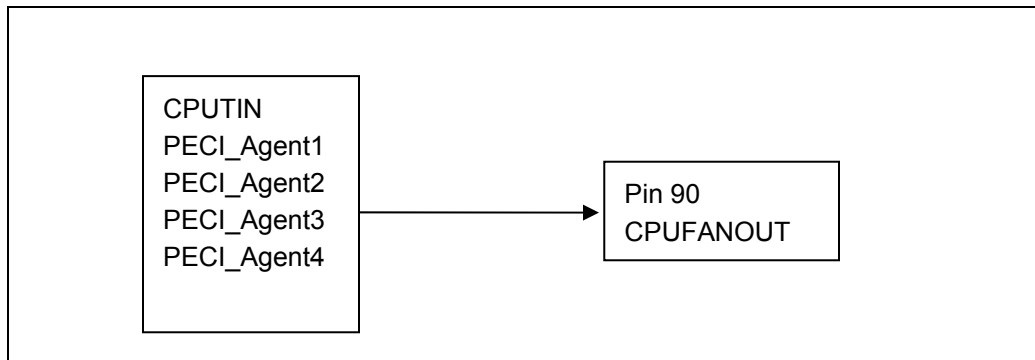 CPUTIN
PECI_Agent1
PECI_Agent2
PECI_Agent3
PECI_Agent4
Pin 90
CPUFANOUT